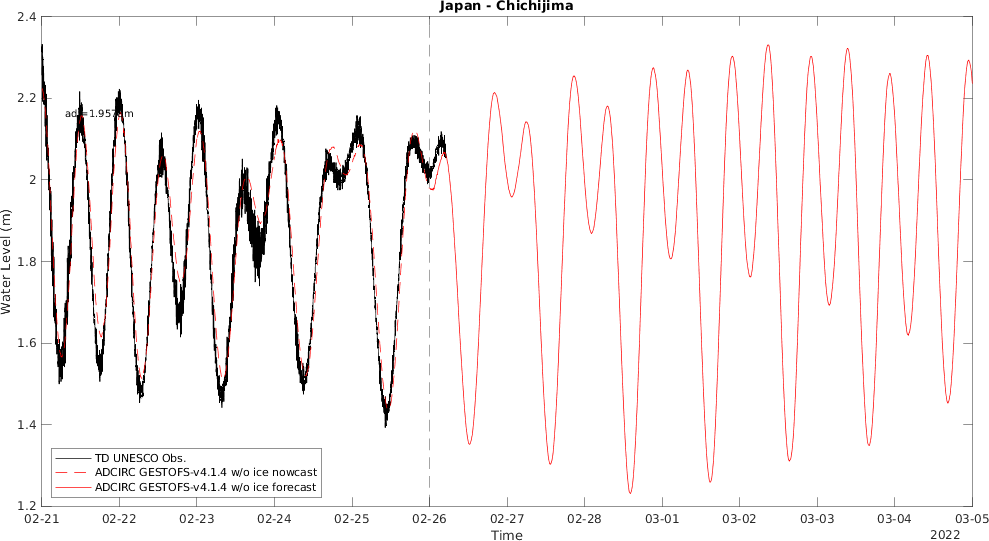 Japan - Chichijima
2.4
2.2
2
1.8
1.6
1.4
1.2
Water Level (m)
TD UNESCO Obs.
ADCIRC GESTOFS-v4.1.4 w/o ice nowcast
ADCIRC GESTOFS-v4.1.4 w/o ice forecast
02-21 02-22 02-23 02-24 02-25 02-26 02-27 02-28 03-01 03-02 03-03 03-04 03-05
Time
2022